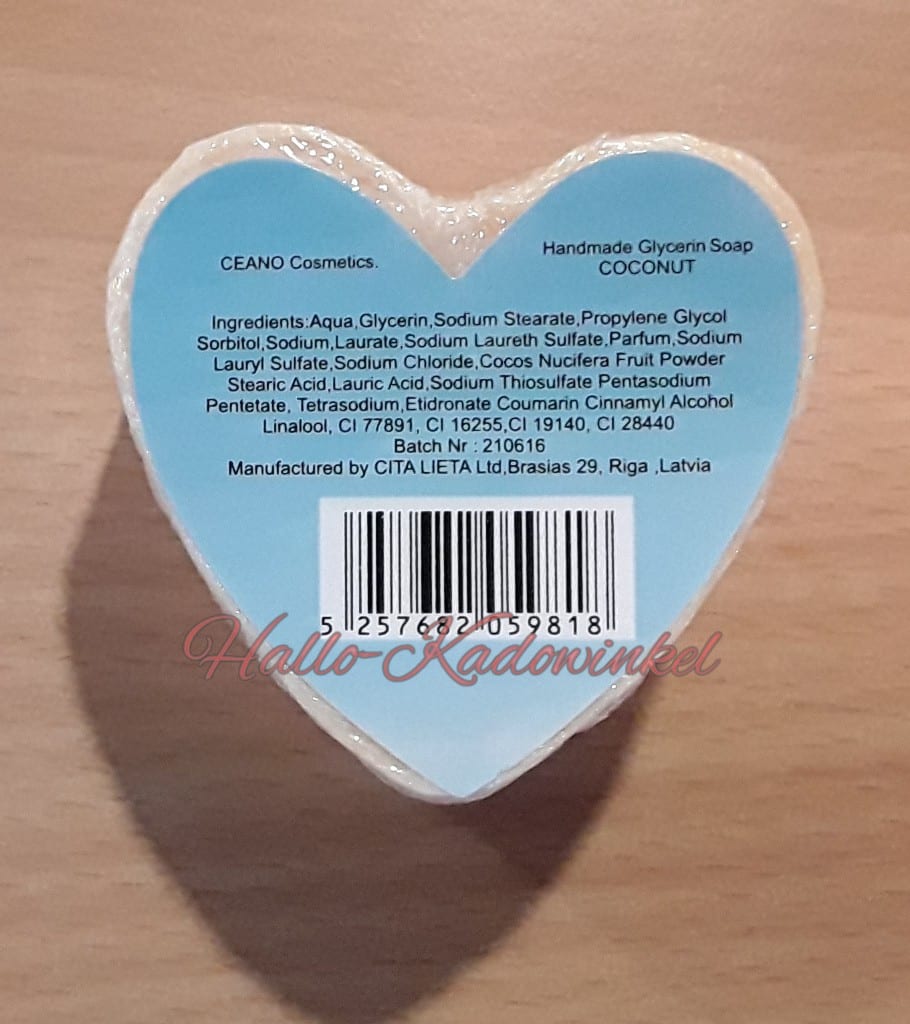 CEANO Cosmetics.
Handmade Glycerin Soap
COCONUT
Ingredients:Aqua,Glycerin,Sodium Stearate,Propylene Glycol
Sorbitol,Sodium,Laurate,Sodium Laureth Sulfate,Parfum,Sodium
Lauryl Sulfate,Sodium Chloride,Cocos Nucifera Fruit Powder
Stearic Acid,Lauric Acid,Sodium Thiosulfate Pentasodium
Pentetate, Tetrasodium,Etidronate Coumarin Cinnamyl Alcohol
Linalool, CI 77891, CI 16255,CI 19140, CI 28440
Batch Nr : 210616
Manufactured by CITA LIETA Ltd,Brasias 29, Riga ,Latvia
5 257682 059818
Hallo-Kadowinkel